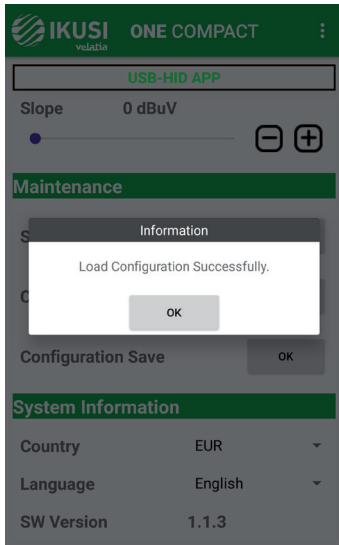 IKUSI
velatia
ONE COMPACT
USB-HID APP
Slope 0 dBuV
Maintenance
S
Information
Load Configuration Successfully.
C
OK
Configuration Save OK
System Information
Country EUR
Language English
SW Version 1.1.3